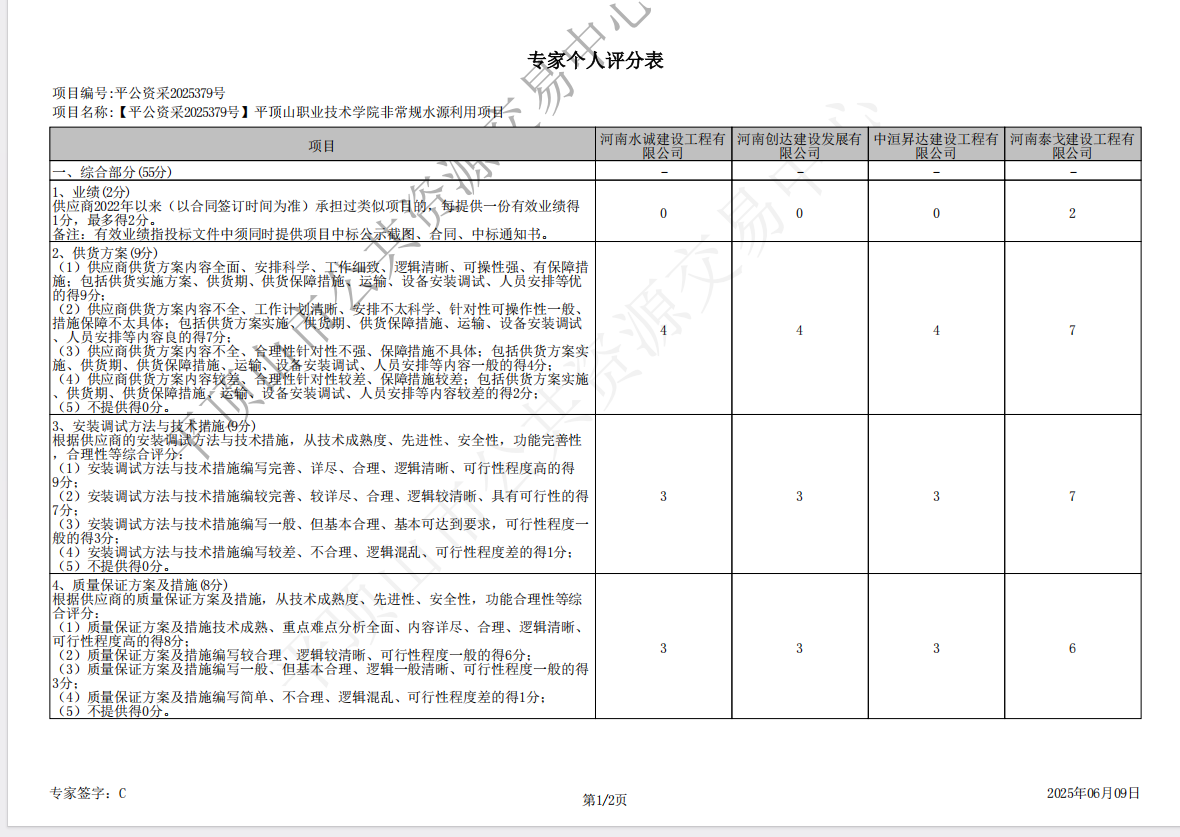 专家个人评分表
项目编号:平公资采2025379号
项目名称:【平公资采2025379号】平顶山职业技术学院非常规水源利用项目
项目 河南水诚建设工程有限公司 河南创达建设发展有限公司 中洹昇达建设工程有限公司 河南泰戈建设工程有限公司
一、综合部分(55分) - - - -
1、业绩(2分)
供应商2022年以来（以合同签订时间为准）承担过类似项目的，每提供一份有效业绩得
1分，最多得2分。
备注：有效业绩指投标文件中须同时提供项目中标公示截图、合同、中标通知书。
0 0 0 2
2、供货方案(9分)
（1）供应商供货方案内容全面、安排科学、工作细致、逻辑清晰、可操性强、有保障措
施；包括供货实施方案、供货期、供货保障措施、运输、设备安装调试、人员安排等优
的得9分；
（2）供应商供货方案内容不全、工作计划清晰、安排不太科学、针对性可操作性一般、
措施保障不太具体；包括供货方案实施、供货期、供货保障措施、运输、设备安装调试
、人员安排等内容良的得7分；
（3）供应商供货方案内容不全、合理性针对性不强、保障措施不具体；包括供货方案实
施、供货期、供货保障措施、运输、设备安装调试、人员安排等内容一般的得4分；
（4）供应商供货方案内容较差、合理性针对性较差、保障措施较差；包括供货方案实施
、供货期、供货保障措施、运输、设备安装调试、人员安排等内容较差的得2分；
（5）不提供得0分。
4 4 4 7
3、安装调试方法与技术措施(9分)
根据供应商的安装调试方法与技术措施，从技术成熟度、先进性、安全性，功能完善性
，合理性等综合评分：
（1）安装调试方法与技术措施编写完善、详尽、合理、逻辑清晰、可行性程度高的得
9分；
（2）安装调试方法与技术措施编较完善、较详尽、合理、逻辑较清晰、具有可行性的得
7分；
（3）安装调试方法与技术措施编写一般、但基本合理、基本可达到要求，可行性程度一
般的得3分；
（4）安装调试方法与技术措施编写较差、不合理、逻辑混乱、可行性程度差的得1分；
（5）不提供得0分。
3 3 3 7
4、质量保证方案及措施(8分)
根据供应商的质量保证方案及措施，从技术成熟度、先进性、安全性，功能合理性等综
合评分：
（1）质量保证方案及措施技术成熟、重点难点分析全面、内容详尽、合理、逻辑清晰、
可行性程度高的得8分；
（2）质量保证方案及措施编写较合理、逻辑较清晰、可行性程度一般的得6分；
（3）质量保证方案及措施编写一般、但基本合理、逻辑一般清晰、可行性程度一般的得
3分；
（4）质量保证方案及措施编写简单、不合理、逻辑混乱、可行性程度差的得1分；
（5）不提供得0分。
3 3 3 6
专家签字：C
第1/2页
2025年06月09日
平顶山市公共资源交易中心
平顶山市公共资源交易中心